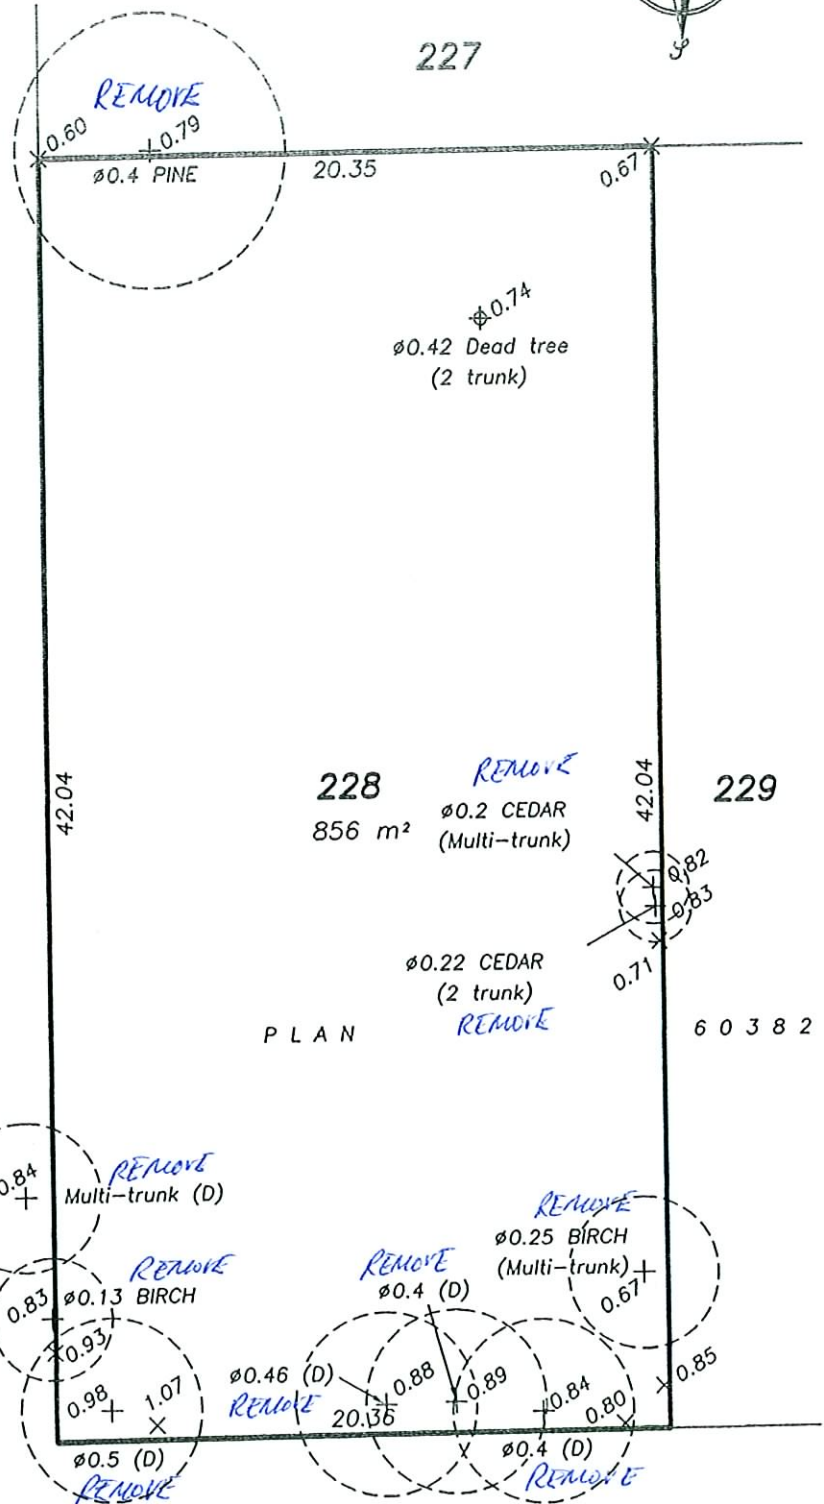 S
227
REMOVE
0.60
0.79
ø0.4 PINE
20.35
0.67
0.74
ø0.42 Dead tree
(2 trunk)
42.04
228
856 m²
REMOVE
ø0.2 CEDAR
(Multi-trunk)
42.04
229
0.82
0.83
ø0.22 CEDAR
(2 trunk)
REMOVE
0.71
PLAN
60382
0.84
REMOVE
Multi-trunk (D)
REMOVE
ø0.25 BIRCH
(Multi-trunk)
0.67
REMOVE
0.83
ø0.13 BIRCH
0.93
REMOVE
ø0.4 (D)
0.98
1.07
ø0.46 (D)
REMOVE
0.88
0.89
0.84
0.80
0.85
20.36
ø0.5 (D)
REMOVE
ø0.4 (D)
REMOVE